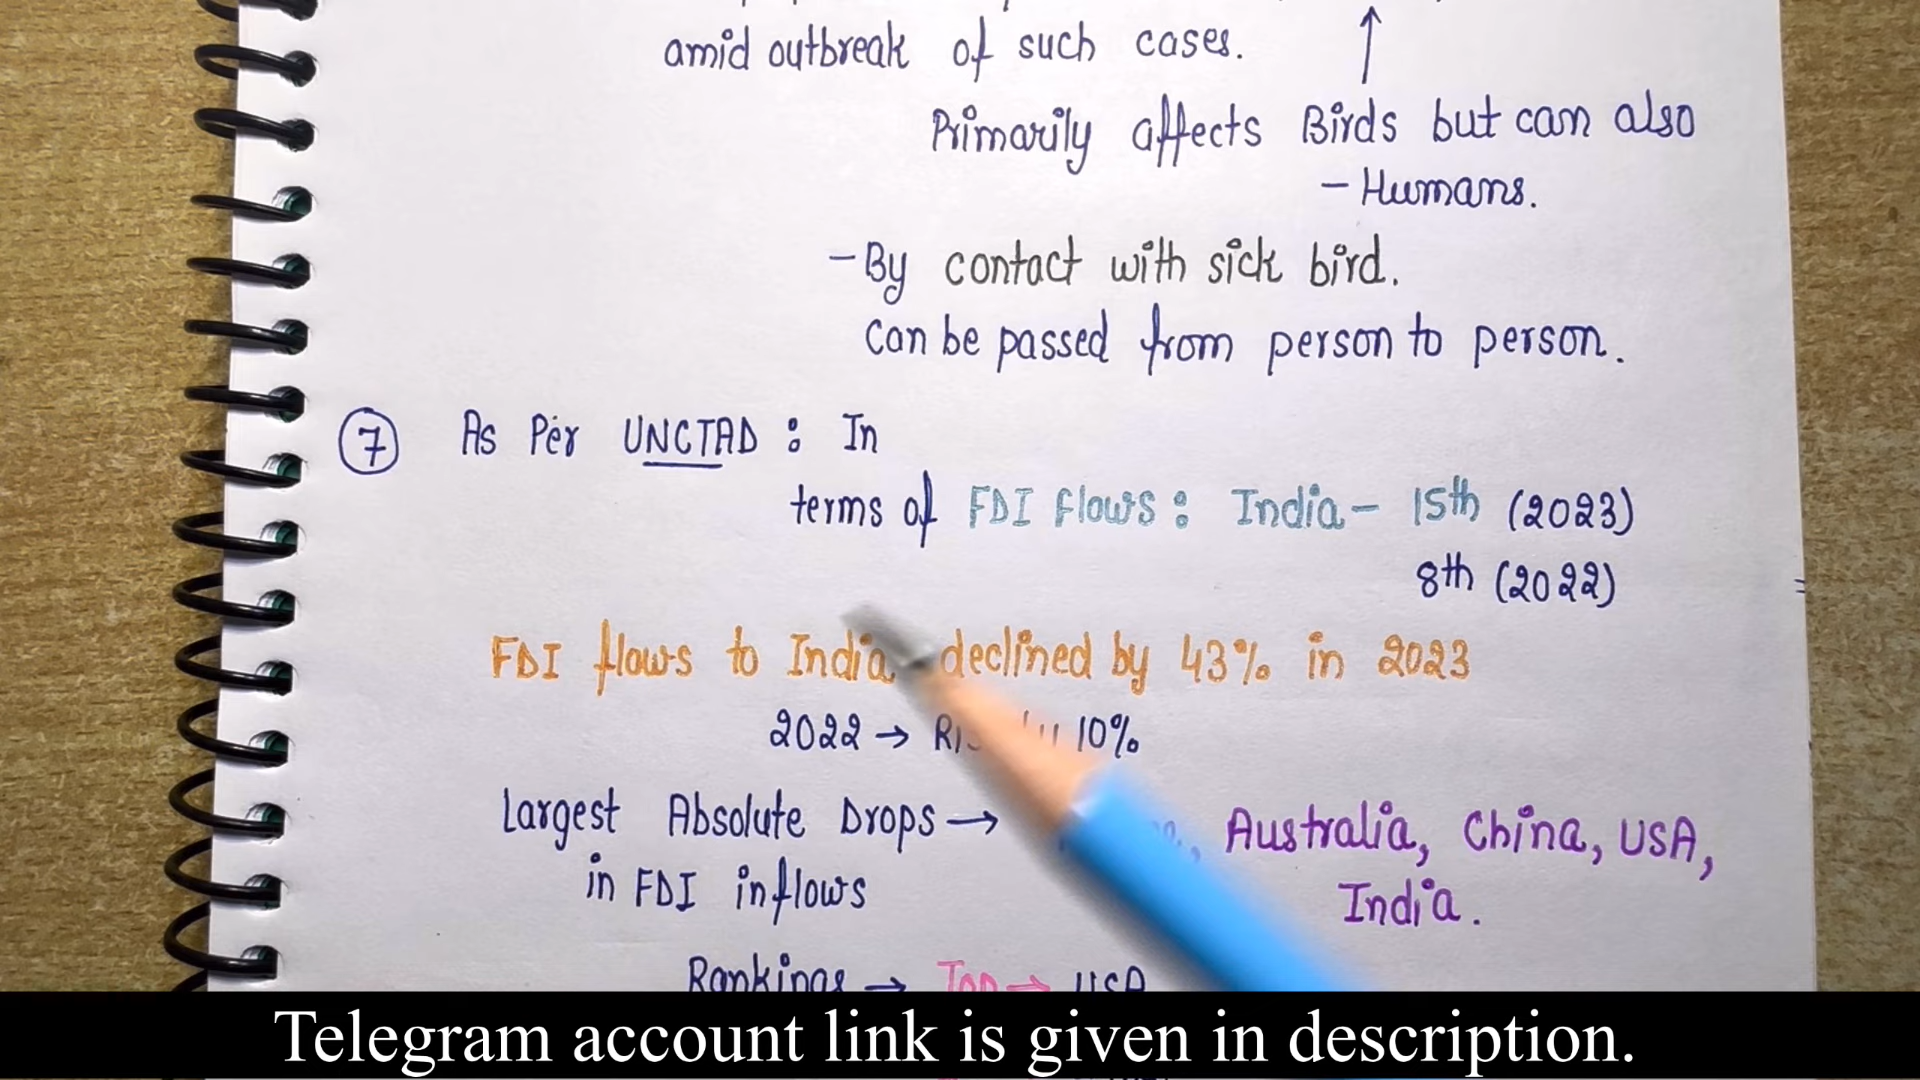 amid outbreak of such cases.
Primarily affects Birds but can also
- Humans.
- By contact with sick bird.
can be passed from person to person.
7 As Per UNCTAD : In
terms of FDI flows : India - 15th (2023)
8th (2022)
FDI flows to India declined by 43% in 2023
2022 → 10%
Largest Absolute Drops → Australia, China, USA,
in FDI inflows India.
Rankings → Top → USA
Telegram account link is given in description.